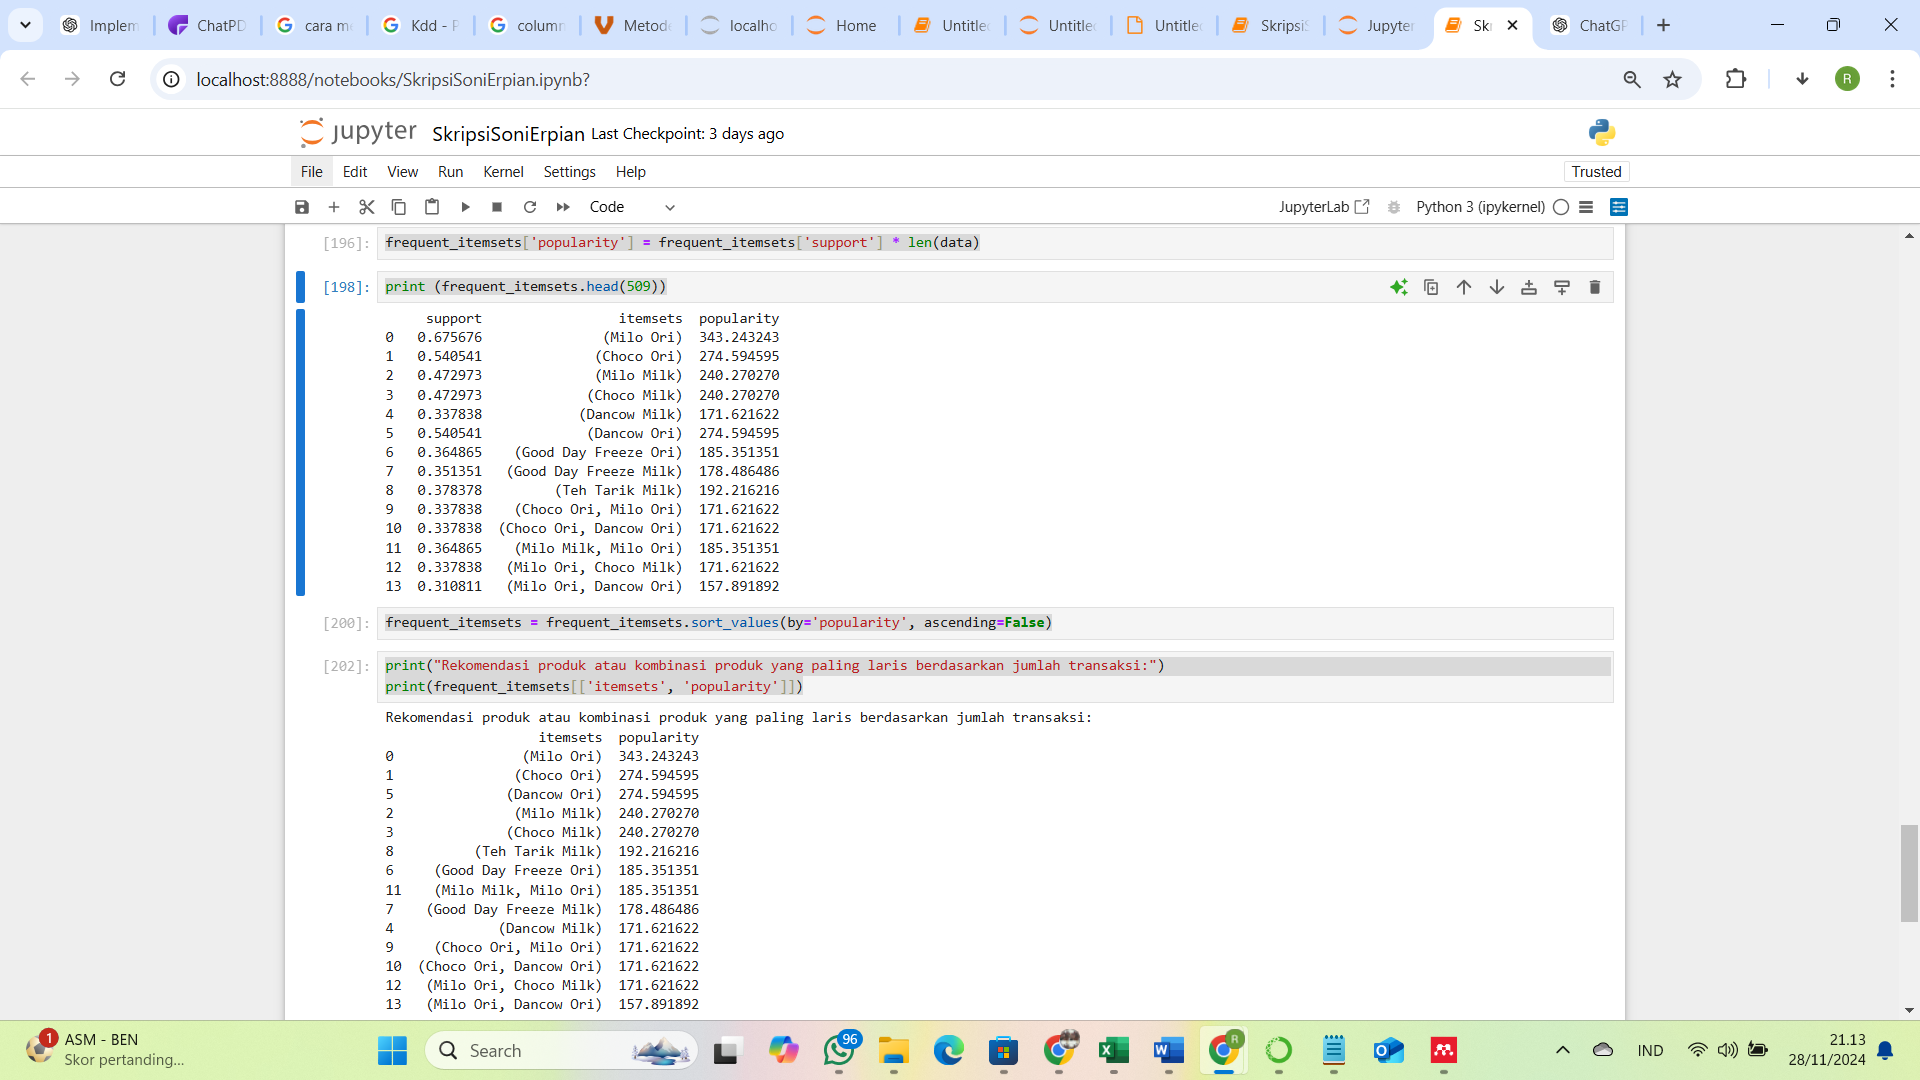 Implem
ChatPD
cara me
Kdd - P
column
Metode
localho
Home
Untitled
Untitled
Untitled
SkripsiS
Jupyter
Sk
ChatGP
localhost:8888/notebooks/SkripsiSoniErpian.ipynb?
R
jupyter SkripsiSoniErpian Last Checkpoint: 3 days ago
File Edit View Run Kernel Settings Help Trusted
Code JupyterLab Python 3 (ipykernel)
[196]: frequent_itemsets['popularity'] = frequent_itemsets['support'] * len(data)
[198]: print (frequent_itemsets.head(509))
support itemsets popularity
0 0.675676 (Milo Ori) 343.243243
1 0.540541 (Choco Ori) 274.594595
2 0.472973 (Milo Milk) 240.270270
3 0.472973 (Choco Milk) 240.270270
4 0.337838 (Dancow Milk) 171.621622
5 0.540541 (Dancow Ori) 274.594595
6 0.364865 (Good Day Freeze Ori) 185.351351
7 0.351351 (Good Day Freeze Milk) 178.486486
8 0.378378 (Teh Tarik Milk) 192.216216
9 0.337838 (Choco Ori, Milo Ori) 171.621622
10 0.337838 (Choco Ori, Dancow Ori) 171.621622
11 0.364865 (Milo Milk, Milo Ori) 185.351351
12 0.337838 (Milo Ori, Choco Milk) 171.621622
13 0.310811 (Milo Ori, Dancow Ori) 157.891892
[200]: frequent_itemsets = frequent_itemsets.sort_values(by='popularity', ascending=False)
[202]: print("Rekomendasi produk atau kombinasi produk yang paling laris berdasarkan jumlah transaksi:")
print(frequent_itemsets[['itemsets', 'popularity']])
Rekomendasi produk atau kombinasi produk yang paling laris berdasarkan jumlah transaksi:
itemsets popularity
0 (Milo Ori) 343.243243
1 (Choco Ori) 274.594595
5 (Dancow Ori) 274.594595
2 (Milo Milk) 240.270270
3 (Choco Milk) 240.270270
8 (Teh Tarik Milk) 192.216216
6 (Good Day Freeze Ori) 185.351351
11 (Milo Milk, Milo Ori) 185.351351
7 (Good Day Freeze Milk) 178.486486
4 (Dancow Milk) 171.621622
9 (Choco Ori, Milo Ori) 171.621622
10 (Choco Ori, Dancow Ori) 171.621622
12 (Milo Ori, Choco Milk) 171.621622
13 (Milo Ori, Dancow Ori) 157.891892
1 ASM - BEN
Skor pertanding...
Search
96
R
IND
21.13
28/11/2024